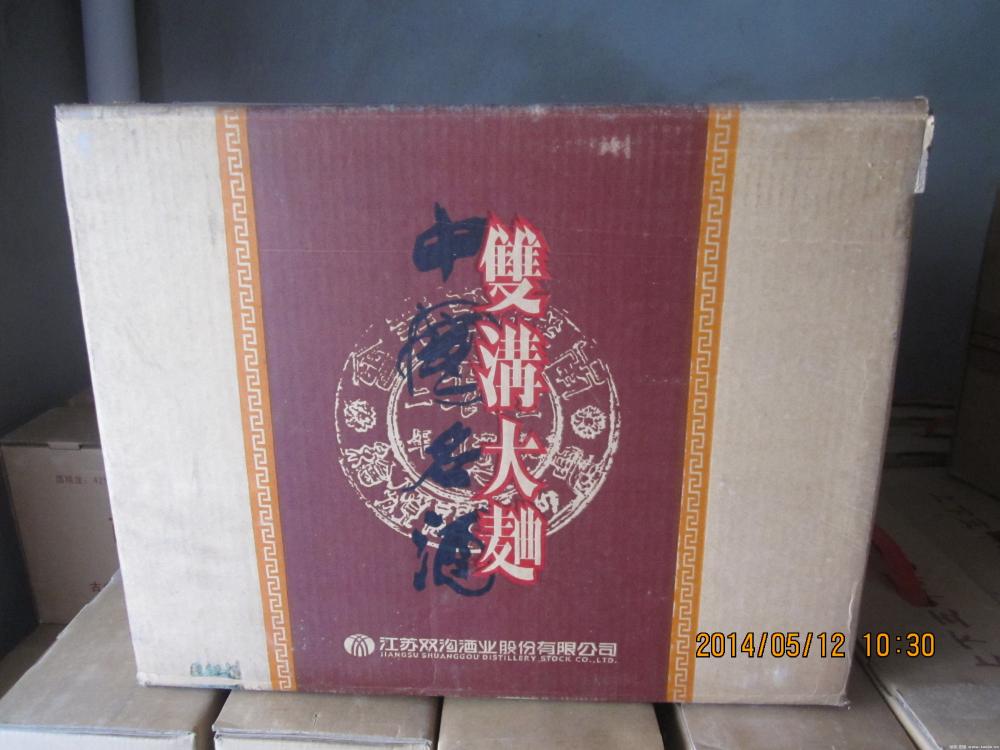 雙溝大麯
中國名酒
江苏双沟酒业股份有限公司
JIANGSU SHUANGGOU DISTILLERY STOCK CO.,LTD.
2014/05/12 10:30